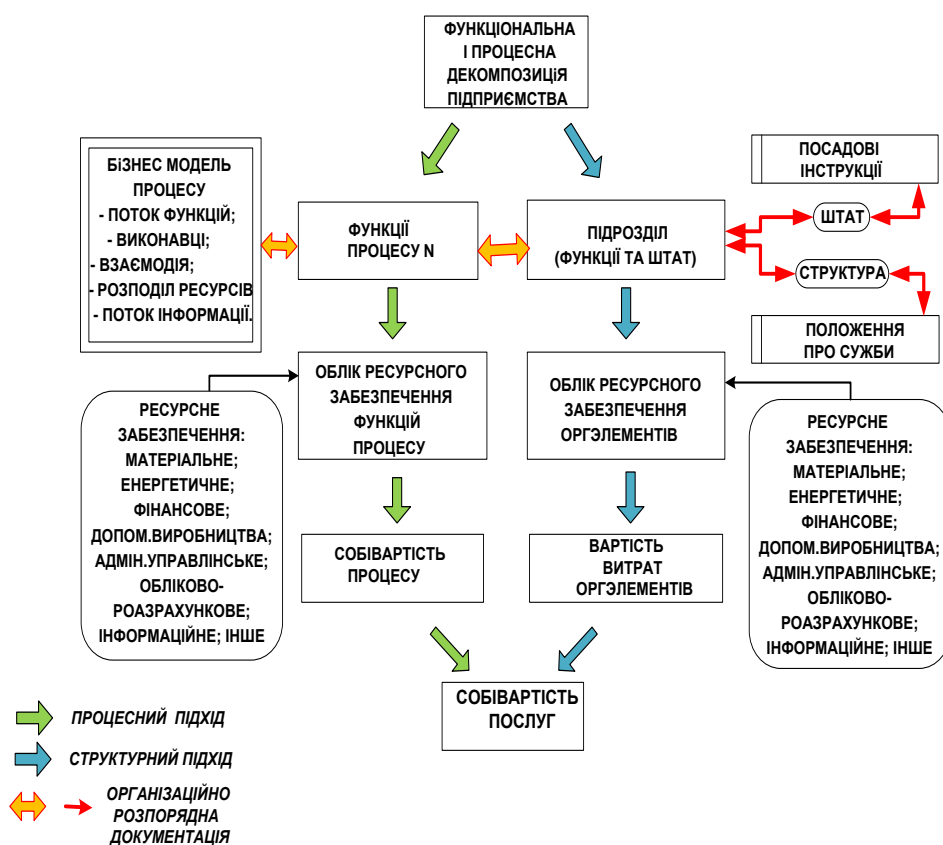 ФУНКЦІОНАЛЬНА
І ПРОЦЕСНА
ДЕКОМПОЗИЦіЯ
ПІДПРИЄМСТВА
БіЗНЕС МОДЕЛЬ
ПРОЦЕСУ
- ПОТОК ФУНКЦІЙ;
- ВИКОНАВЦІ;
- ВЗАЄМОДІЯ;
- РОЗПОДІЛ РЕСУРСІВ
- ПОТОК ІНФОРМАЦІЇ.
ФУНКЦІЇ
ПРОЦЕСУ N
ПІДРОЗДІЛ
(ФУНКЦІЇ ТА ШТАТ)
ПОСАДОВІ
ІНСТРУКЦІЇ
ШТАТ
СТРУКТУРА
ПОЛОЖЕННЯ
ПРО СУЖБИ
ОБЛІК РЕСУРСНОГО
ЗАБЕЗПЕЧЕННЯ
ФУНКЦІЙ
ПРОЦЕСУ
ОБЛІК РЕСУРСНОГО
ЗАБЕЗПЕЧЕННЯ
ОРГЭЛЕМЕНТІВ
РЕСУРСНЕ
ЗАБЕЗПЕЧЕННЯ:
МАТЕРІАЛЬНЕ;
ЕНЕРГЕТИЧНЕ;
ФІНАНСОВЕ;
ДОПОМ.ВИРОБНИЦТВА;
АДМІН.УПРАВЛІНСЬКЕ;
ОБЛІКОВО-
РОАЗРАХУНКОВЕ;
ІНФОРМАЦІЙНЕ; ІНШЕ
РЕСУРСНЕ
ЗАБЕЗПЕЧЕННЯ:
МАТЕРІАЛЬНЕ;
ЕНЕРГЕТИЧНЕ;
ФІНАНСОВЕ;
ДОПОМ.ВИРОБНИЦТВА;
АДМІН.УПРАВЛІНСЬКЕ;
ОБЛІКОВО-
РОАЗРАХУНКОВЕ;
ІНФОРМАЦІЙНЕ; ІНШЕ
СОБІВАРТІСТЬ
ПРОЦЕСУ
ВАРТІСТЬ
ВИТРАТ
ОРГЭЛЕМЕНТІВ
СОБІВАРТІСТЬ
ПОСЛУГ
ПРОЦЕСНИЙ ПІДХІД
СТРУКТУРНИЙ ПІДХІД
ОРГАНІЗАЦІЙНО
РОЗПОРЯДНА
ДОКУМЕНТАЦІЯ